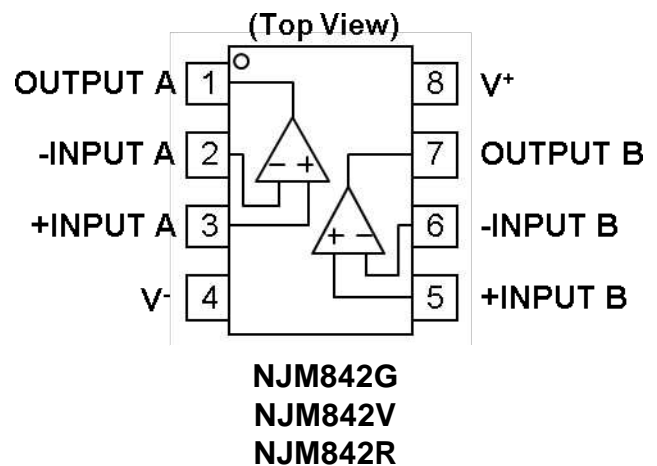 (Top View)
OUTPUT A 1 8 V+
-INPUT A 2 - + 7 OUTPUT B
+INPUT A 3 + - 6 -INPUT B
V- 4 5 +INPUT B
NJM842G
NJM842V
NJM842R